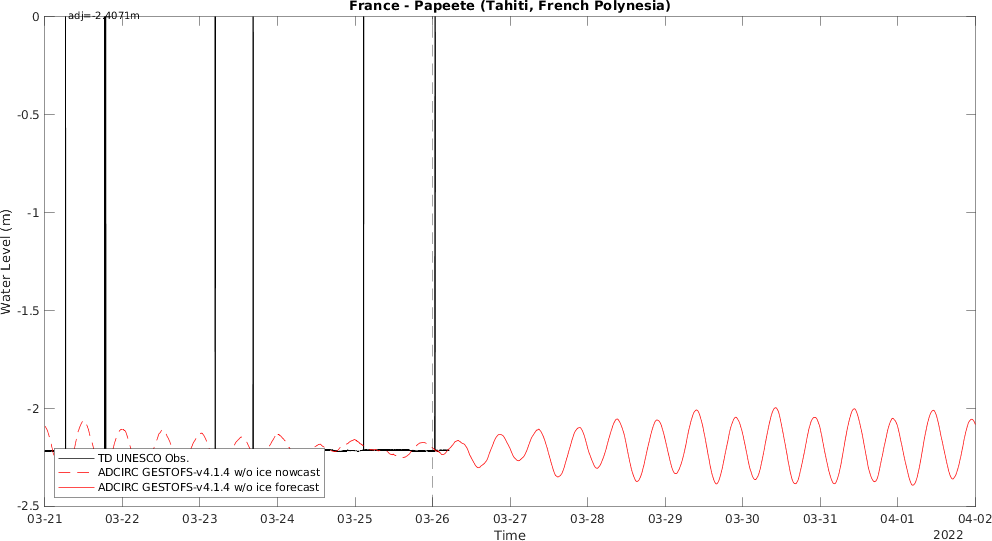 France - Papeete (Tahiti, French Polynesia)
adj=-2.4071m
0
-0.5
-1
-1.5
-2
-2.5
Water Level (m)
TD UNESCO Obs.
ADCIRC GESTOFS-v4.1.4 w/o ice nowcast
ADCIRC GESTOFS-v4.1.4 w/o ice forecast
03-21 03-22 03-23 03-24 03-25 03-26 03-27 03-28 03-29 03-30 03-31 04-01 04-02
Time
2022